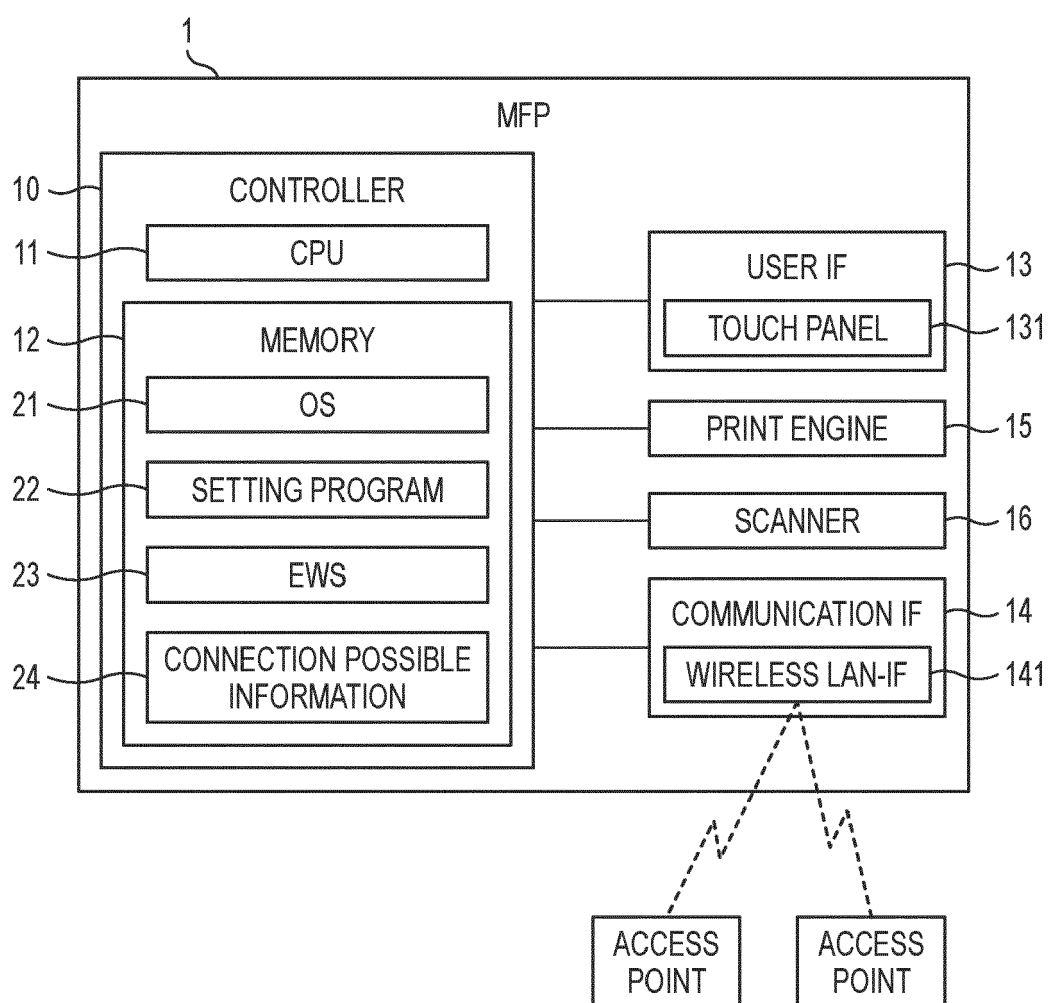 1
MFP
10
CONTROLLER
11
CPU
12
MEMORY
21
OS
22
SETTING PROGRAM
23
EWS
24
CONNECTION POSSIBLE
INFORMATION
USER IF
13
TOUCH PANEL
131
PRINT ENGINE
15
SCANNER
16
COMMUNICATION IF
14
WIRELESS LAN-IF
141
ACCESS
POINT
ACCESS
POINT